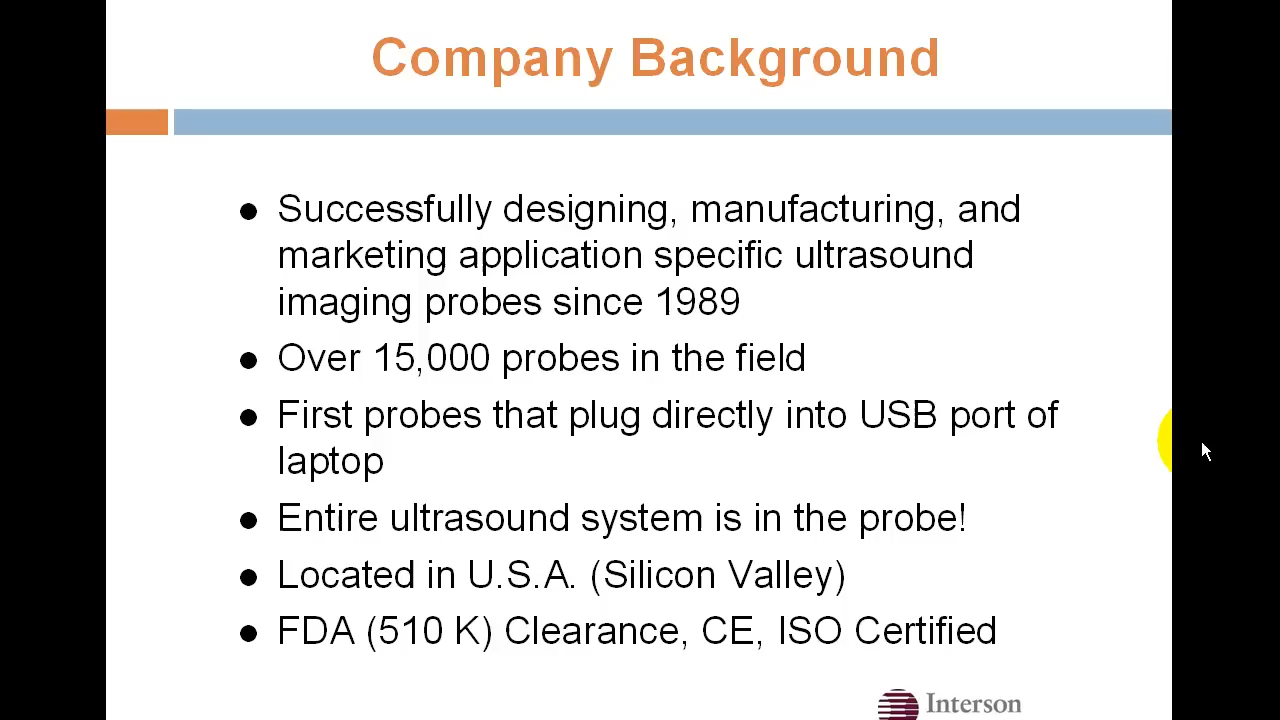 Company Background
● Successfully designing, manufacturing, and
marketing application specific ultrasound
imaging probes since 1989
● Over 15,000 probes in the field
● First probes that plug directly into USB port of
laptop
● Entire ultrasound system is in the probe!
● Located in U.S.A. (Silicon Valley)
● FDA (510 K) Clearance, CE, ISO Certified
Interson